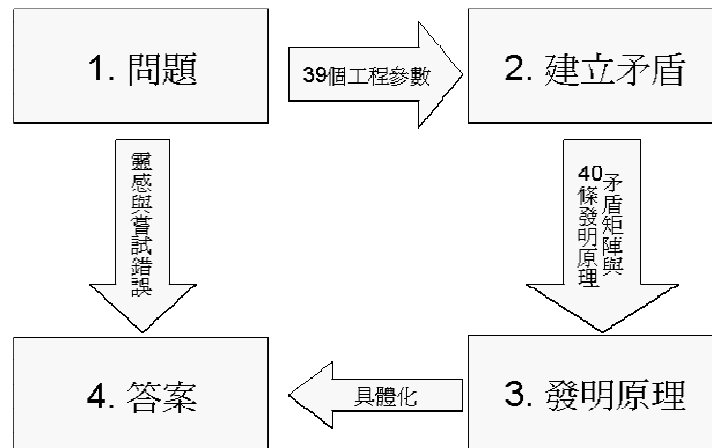 1. 問題
39個工程參數
2. 建立矛盾
靈感與嘗試錯誤
矛盾矩陣與
40條發明原理
4. 答案
具體化
3. 發明原理